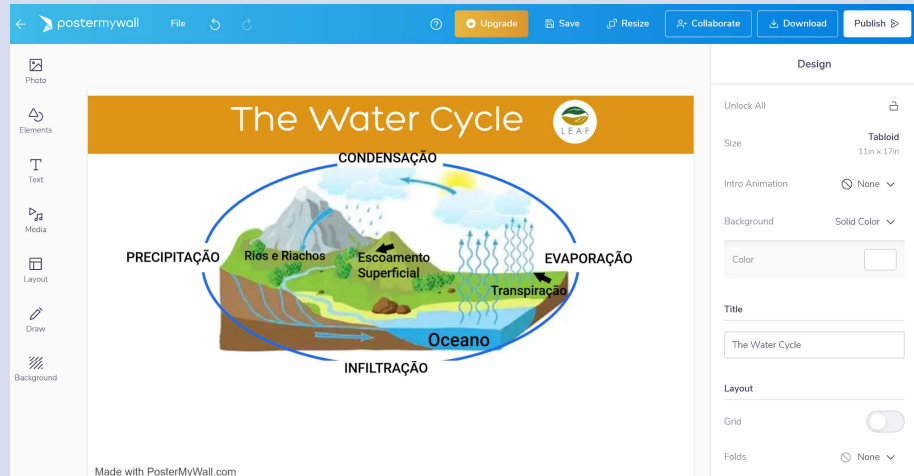 postermywall
File
Upgrade
Save
Resize
Collaborate
Download
Publish
Photo
Elements
Text
Media
Layout
Draw
Background
The Water Cycle
LEAF
CONDENSAÇÃO
PRECIPITAÇÃO
Rios e Riachos
Escoamento
Superficial
EVAPORAÇÃO
Transpiração
Oceano
INFILTRAÇÃO
Made with PosterMyWall.com
Design
Unlock All
Size
Tabloid
11in × 17in
Intro Animation
None
Background
Solid Color
Color
Title
The Water Cycle
Layout
Grid
Folds
None